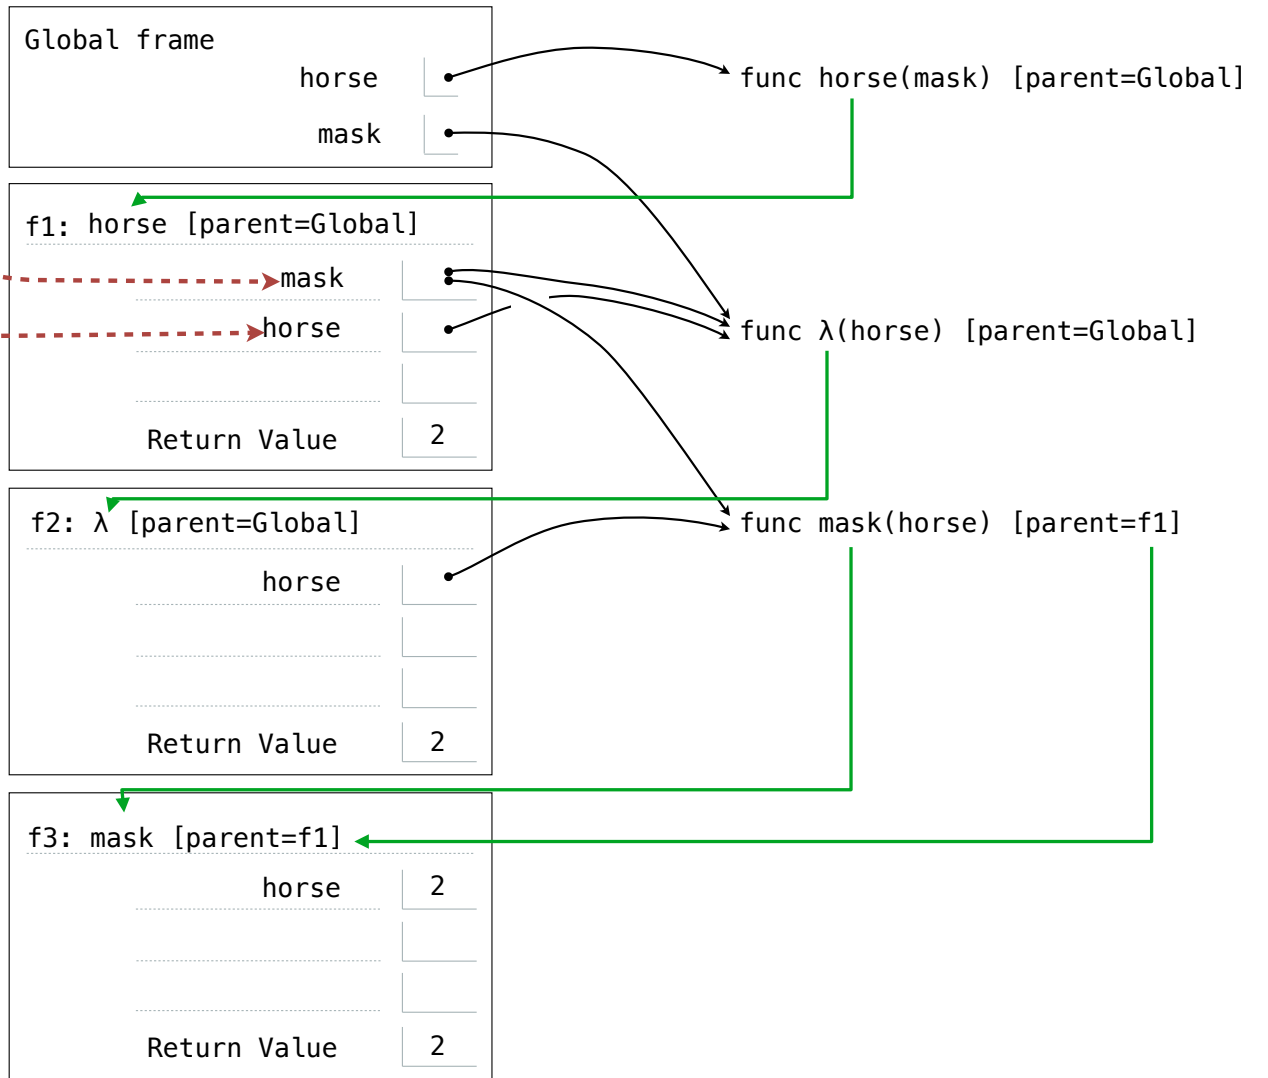 Global frame
horse
func horse(mask) [parent=Global]
mask
f1: horse [parent=Global]
mask
horse
func λ(horse) [parent=Global]
Return Value 2
f2: λ [parent=Global]
func mask(horse) [parent=f1]
horse
Return Value 2
f3: mask [parent=f1]
horse 2
Return Value 2